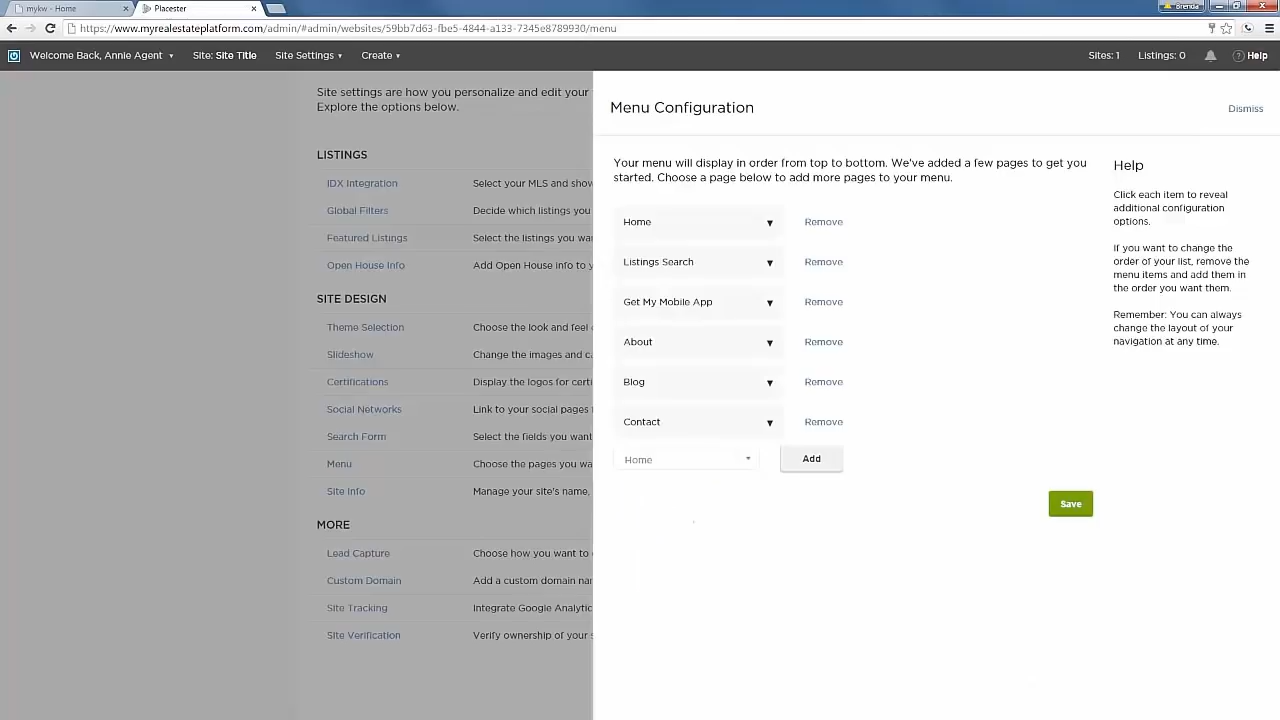 mykw - Home
Placester
Brenda
https://www.myrealestateplatform.com/admin/#admin/websites/59bb7d63-fbe5-4844-a133-7345e8789930/menu
Welcome Back, Annie Agent
Site: Site Title
Site Settings
Create
Sites: 1
Listings: 0
Help
Site settings are how you personalize and edit your
Explore the options below.
LISTINGS
IDX Integration Select your MLS and show
Global Filters Decide which listings you
Featured Listings Select the listings you wan
Open House Info Add Open House info to y
SITE DESIGN
Theme Selection Choose the look and feel
Slideshow Change the images and ca
Certifications Display the logos for certi
Social Networks Link to your social pages
Search Form Select the fields you want
Menu Choose the pages you wa
Site Info Manage your site's name,
MORE
Lead Capture Choose how you want to
Custom Domain Add a custom domain nar
Site Tracking Integrate Google Analytic
Site Verification Verify ownership of your s
Menu Configuration
Dismiss
Your menu will display in order from top to bottom. We've added a few pages to get you
started. Choose a page below to add more pages to your menu.
Home Remove
Listings Search Remove
Get My Mobile App Remove
About Remove
Blog Remove
Contact Remove
Home Add
Save
Help
Click each item to reveal
additional configuration
options.
If you want to change the
order of your list, remove the
menu items and add them in
the order you want them.
Remember: You can always
change the layout of your
navigation at any time.